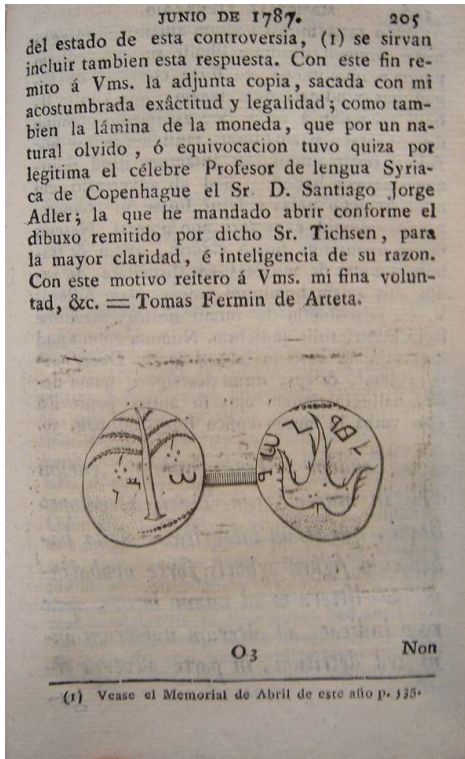 JUNIO DE 1787. 205
del estado de esta controversia, (1) se sirvan
incluir tambien esta respuesta. Con este fin re-
mito á Vms. la adjunta copia, sacada con mi
acostumbrada exâctitud y legalidad; como tam-
bien la lámina de la moneda, que por un na-
tural olvido, ó equivocacion tuvo quiza por
legitima el célebre Profesor de lengua Syria-
ca de Copenhague el Sr. D. Santiago Jorge
Adler; la que he mandado abrir conforme el
dibuxo remitido por dicho Sr. Tichsen, para
la mayor claridad, é inteligencia de su razon.
Con este motivo reitero á Vms. mi fina volun-
tad, &c. = Tomas Fermin de Arteta.
O3 Non
(1) Vease el Memorial de Abril de este año p. 535.